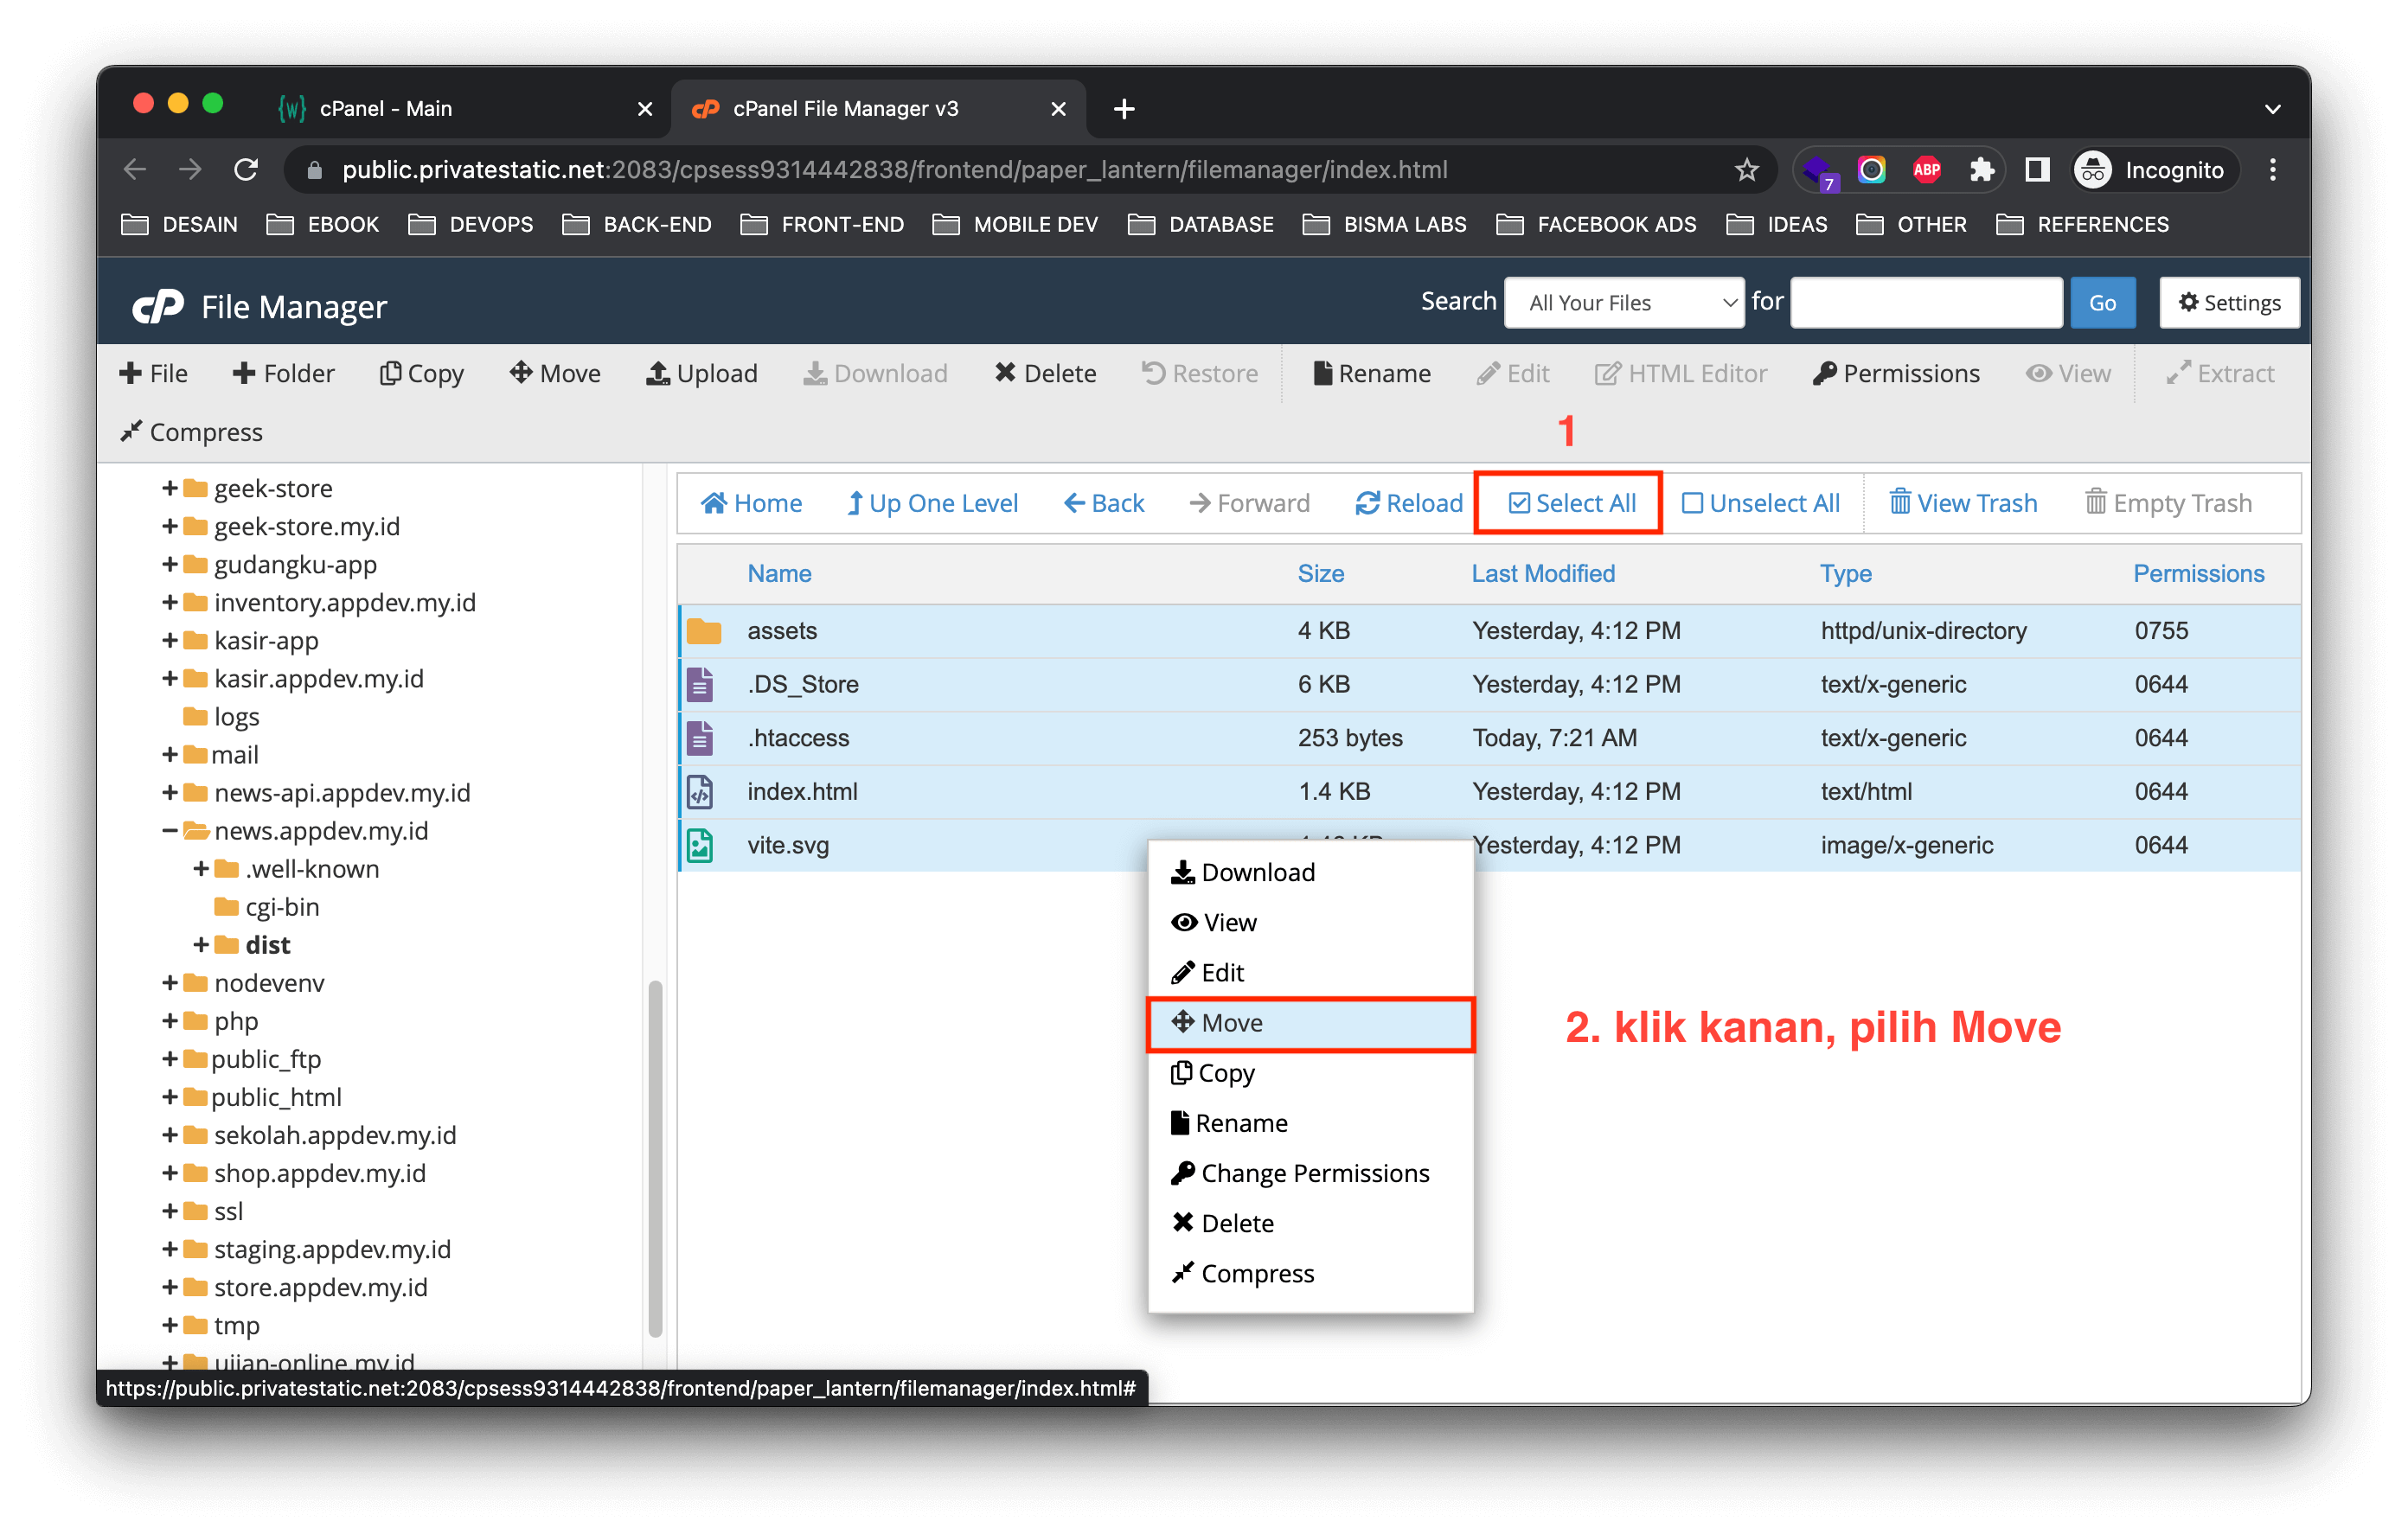 cPanel - Main
cPanel File Manager v3
public.privatestatic.net:2083/cpsess9314442838/frontend/paper_lantern/filemanager/index.html
7
ABP
Incognito
DESAIN EBOOK DEVOPS BACK-END FRONT-END MOBILE DEV DATABASE BISMA LABS FACEBOOK ADS IDEAS OTHER REFERENCES
cP File Manager Search All Your Files for Go Settings
File Folder Copy Move Upload Download Delete Restore Rename Edit HTML Editor Permissions View Extract
Compress
1
Home Up One Level Back Forward Reload Select All Unselect All View Trash Empty Trash
geek-store
geek-store.my.id
gudangku-app
inventory.appdev.my.id
kasir-app
kasir.appdev.my.id
logs
mail
news-api.appdev.my.id
news.appdev.my.id
.well-known
cgi-bin
dist
nodevenv
php
public_ftp
public_html
sekolah.appdev.my.id
shop.appdev.my.id
ssl
staging.appdev.my.id
store.appdev.my.id
tmp
ujian-online.my.id
Name Size Last Modified Type Permissions
assets 4 KB Yesterday, 4:12 PM httpd/unix-directory 0755
.DS_Store 6 KB Yesterday, 4:12 PM text/x-generic 0644
.htaccess 253 bytes Today, 7:21 AM text/x-generic 0644
index.html 1.4 KB Yesterday, 4:12 PM text/html 0644
vite.svg Yesterday, 4:12 PM image/x-generic 0644
Download
View
Edit
Move
Copy
Rename
Change Permissions
Delete
Compress
2. klik kanan, pilih Move
https://public.privatestatic.net:2083/cpsess9314442838/frontend/paper_lantern/filemanager/index.html#